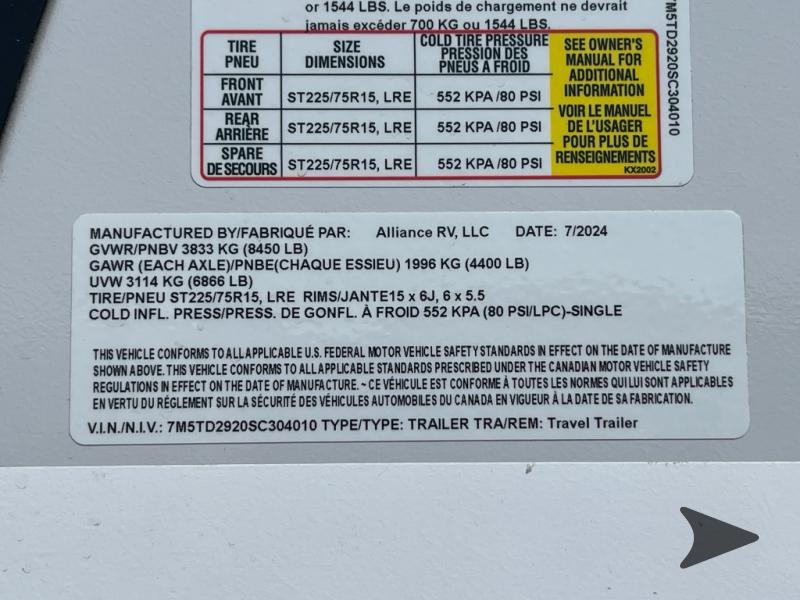 or 1544 LBS. Le poids de chargement ne devrait
jamais excéder 700 KG ou 1544 LBS.
TIRE
PNEU
SIZE
DIMENSIONS
COLD TIRE PRESSURE
PRESSION DES
PNEUS A FROID
SEE OWNER'S
MANUAL FOR
ADDITIONAL
INFORMATION
VOIR LE MANUEL
DE L'USAGER
POUR PLUS DE
RENSEIGNEMENTS
KX2002
FRONT
AVANT
ST225/75R15, LRE
552 KPA /80 PSI
REAR
ARRIÈRE
ST225/75R15, LRE
552 KPA /80 PSI
SPARE
DE SECOURS
ST225/75R15, LRE
552 KPA /80 PSI
7M5TD2920SC304010
MANUFACTURED BY/FABRIQUÉ PAR: Alliance RV, LLC DATE: 7/2024
GVWR/PNBV 3833 KG (8450 LB)
GAWR (EACH AXLE)/PNBE(CHAQUE ESSIEU) 1996 KG (4400 LB)
UVW 3114 KG (6866 LB)
TIRE/PNEU ST225/75R15, LRE RIMS/JANTE15 x 6J, 6 x 5.5
COLD INFL. PRESS/PRESS. DE GONFL. À FROID 552 KPA (80 PSI/LPC)-SINGLE
THIS VEHICLE CONFORMS TO ALL APPLICABLE U.S. FEDERAL MOTOR VEHICLE SAFETY STANDARDS IN EFFECT ON THE DATE OF MANUFACTURE
SHOWN ABOVE. THIS VEHICLE CONFORMS TO ALL APPLICABLE STANDARDS PRESCRIBED UNDER THE CANADIAN MOTOR VEHICLE SAFETY
REGULATIONS IN EFFECT ON THE DATE OF MANUFACTURE. ~ CE VÉHICULE EST CONFORME À TOUTES LES NORMES QUI LUI SONT APPLICABLES
EN VERTU DU RÉGLEMENT SUR LA SÉCURITÉ DES VÉHICULES AUTOMOBILES DU CANADA EN VIGUEUR À LA DATE DE SA FABRICATION.
V.I.N./N.I.V.: 7M5TD2920SC304010 TYPE/TYPE: TRAILER TRA/REM: Travel Trailer